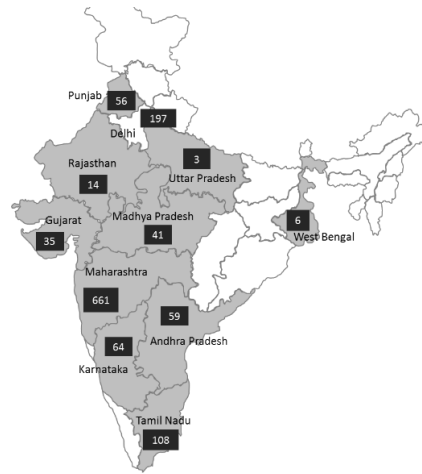 Punjab
56
197
Delhi
3
Rajasthan
Uttar Pradesh
14
Gujarat
Madhya Pradesh
6
35
41
West Bengal
Maharashtra
661
59
Andhra Pradesh
64
Karnataka
Tamil Nadu
108